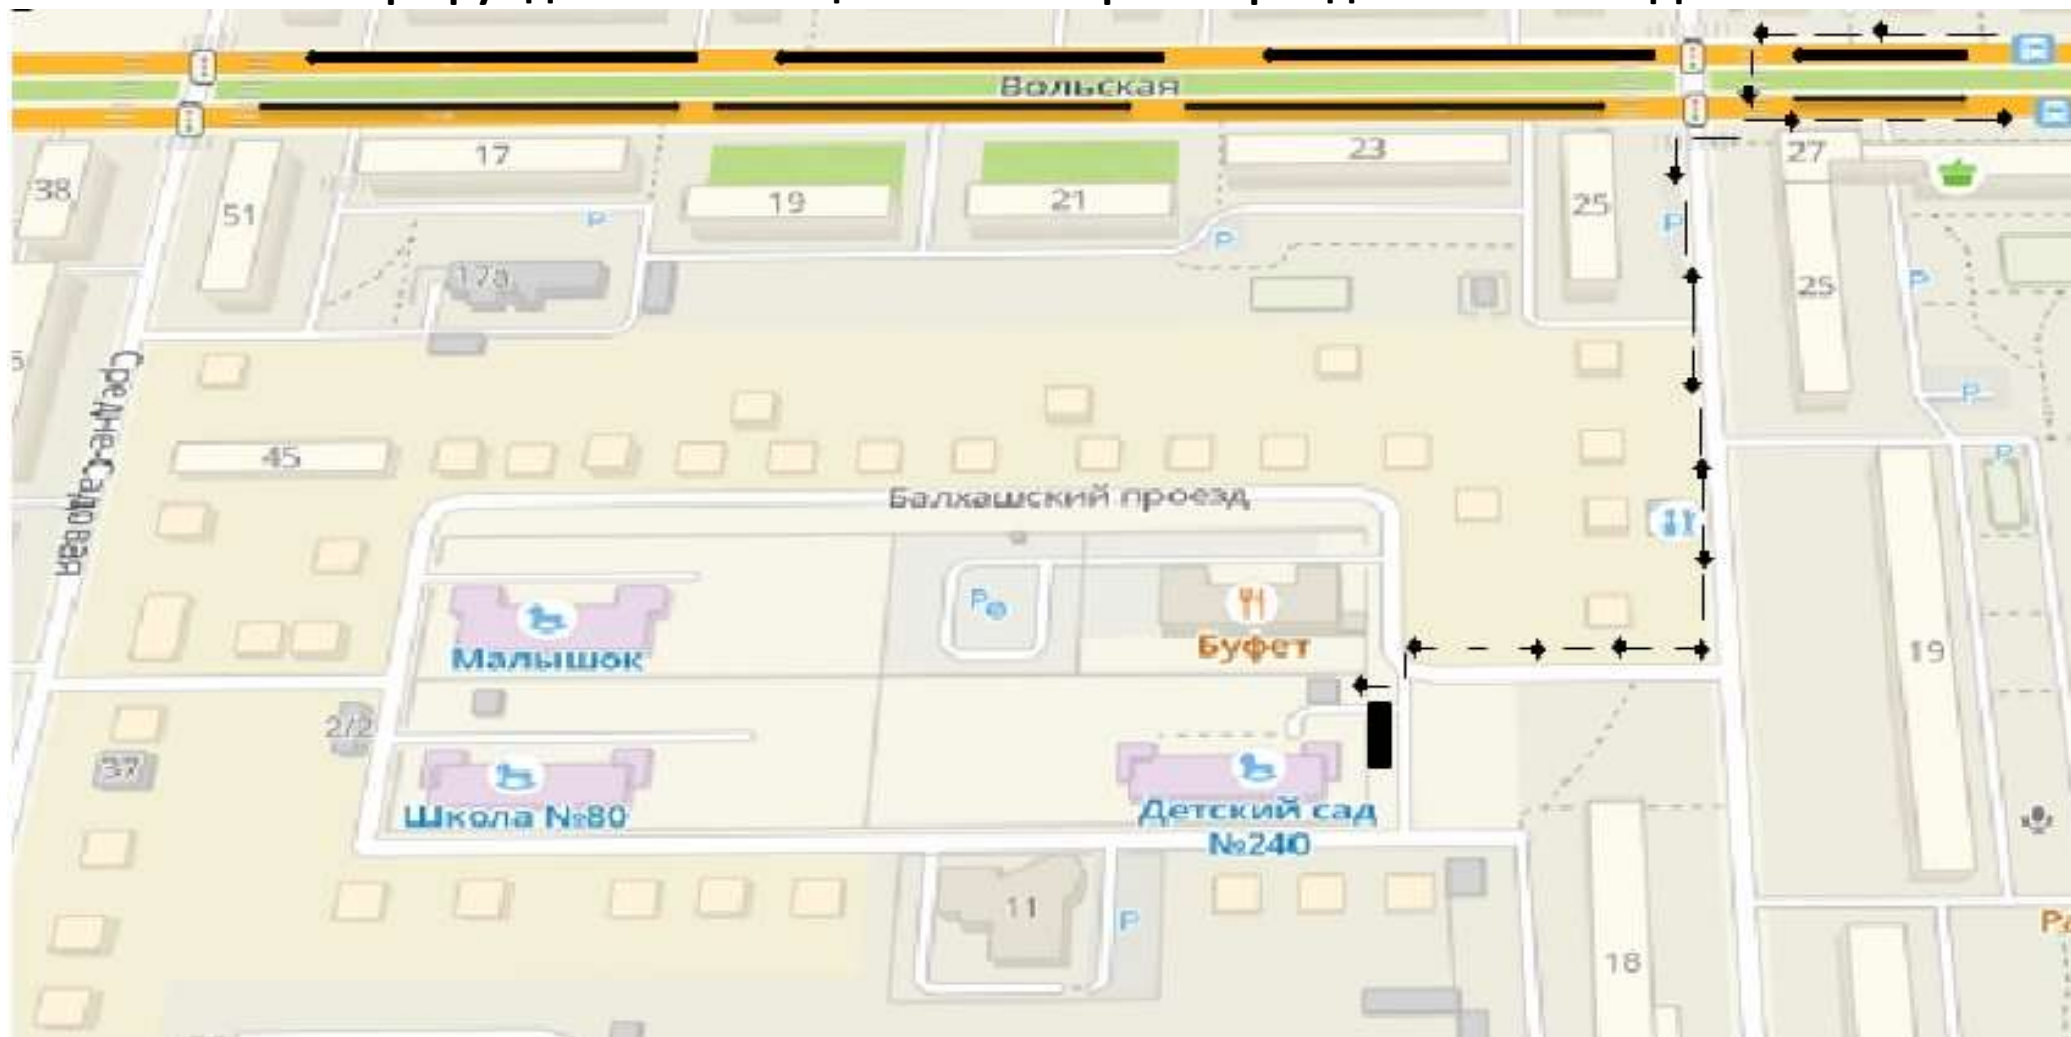 Вольская
17
23
27
38
19
21
25
51
P
P
P
17а
25
P
P
45
P
Балхашский проезд
Средне-Садовая
P
Буфет
Малышок
19
2/2
37
Школа №80
Детский сад
№240
11
P
18